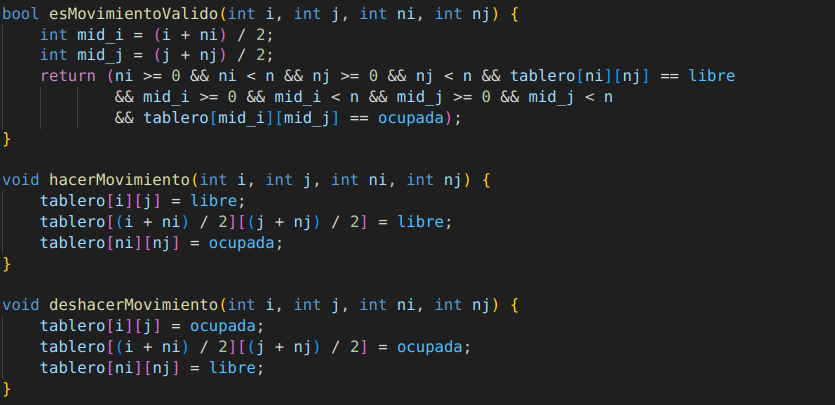 bool esMovimientoValido(int i, int j, int ni, int nj) {
    int mid_i = (i + ni) / 2;
    int mid_j = (j + nj) / 2;
    return (ni >= 0 && ni < n && nj >= 0 && nj < n && tablero[ni][nj] == libre
            && mid_i >= 0 && mid_i < n && mid_j >= 0 && mid_j < n
            && tablero[mid_i][mid_j] == ocupada);
}

void hacerMovimiento(int i, int j, int ni, int nj) {
    tablero[i][j] = libre;
    tablero[(i + ni) / 2][(j + nj) / 2] = libre;
    tablero[ni][nj] = ocupada;
}

void deshacerMovimiento(int i, int j, int ni, int nj) {
    tablero[i][j] = ocupada;
    tablero[(i + ni) / 2][(j + nj) / 2] = ocupada;
    tablero[ni][nj] = libre;
}